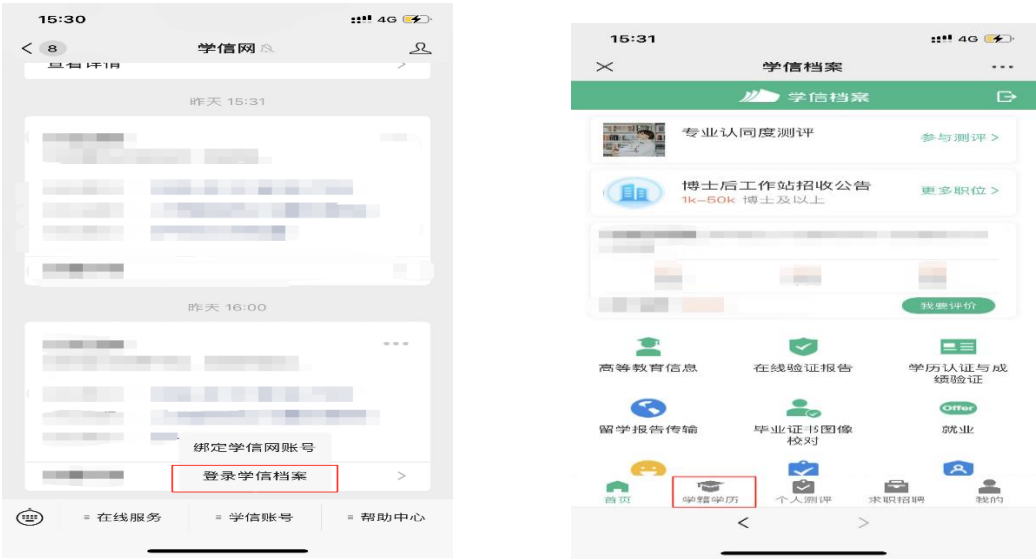 15:30
4G
8
学信网
查看详情
昨天 15:31
昨天 16:00
绑定学信网账号
登录学信档案
在线服务
学信账号
帮助中心
15:31
4G
学信档案
学信档案
专业认同度测评
参与测评 >
博士后工作站招收公告
更多职位 >
1k-50k 博士及以上
我要评价
高等教育信息
在线验证报告
学历认证与成
绩验证
Offer
留学报告传输
毕业证书图像
校对
就业
首页
学籍学历
个人测评
求职招聘
我的